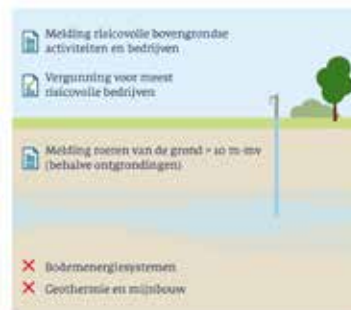 Melding risicovolle bovengrondse
activiteiten en bedrijven
Vergunning voor meest
risicovolle bedrijven
Melding roeren van de grond > 10 m-mv
(behalve ontgrondingen)
Bodemenergiesystemen
Geothermie en mijnbouw